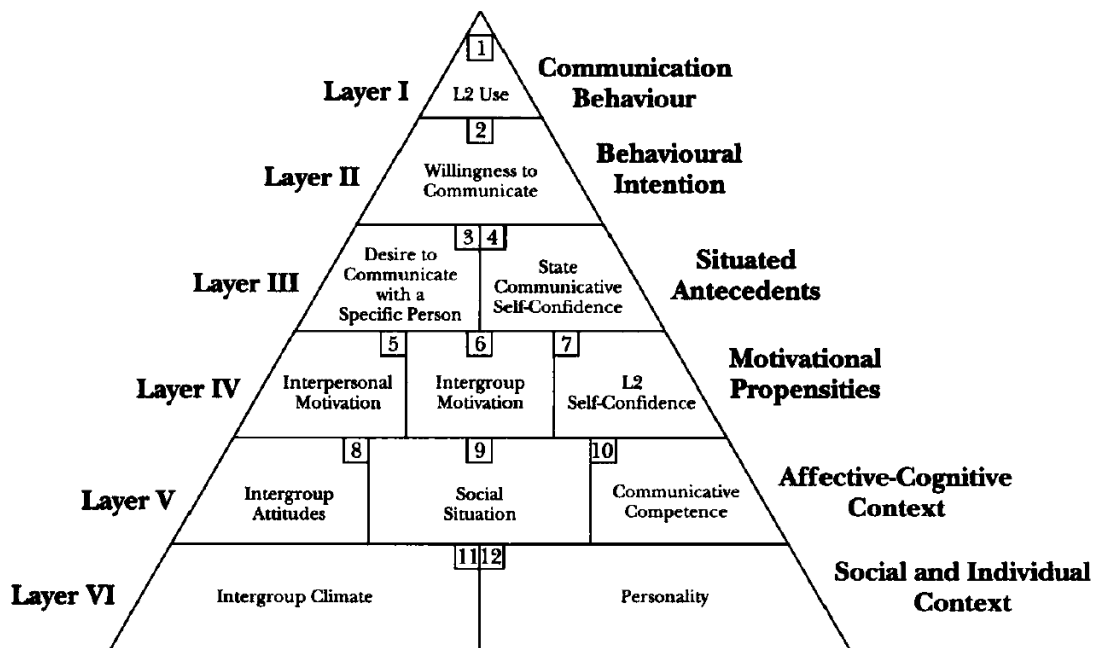 1
Layer I
L2 Use
Communication
Behaviour
2
Layer II
Willingness to
Communicate
Behavioural
Intention
3 4
Layer III
Desire to
Communicate
with a
Specific Person
State
Communicative
Self-Confidence
Situated
Antecedents
5 6 7
Layer IV
Interpersonal
Motivation
Intergroup
Motivation
L2
Self-Confidence
Motivational
Propensities
8 9 10
Layer V
Intergroup
Attitudes
Social
Situation
Communicative
Competence
Affective-Cognitive
Context
11 12
Layer VI
Intergroup Climate
Personality
Social and Individual
Context